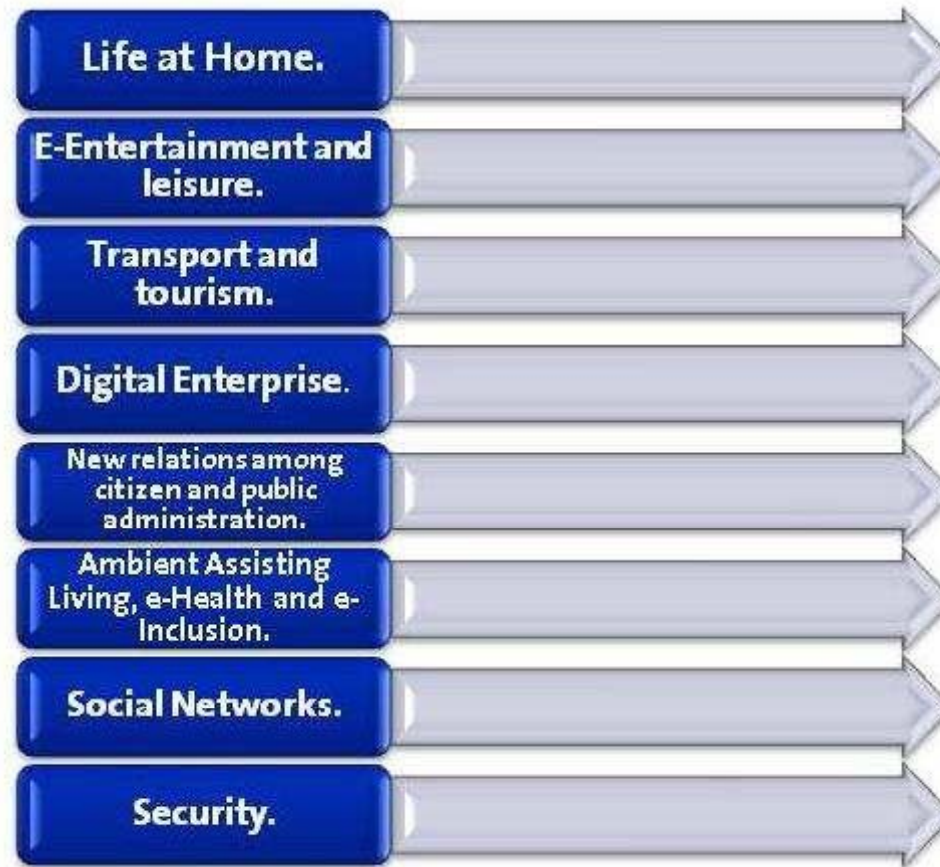 Life at Home.
E-Entertainment and
leisure.
Transport and
tourism.
Digital Enterprise.
New relations among
citizen and public
administration.
Ambient Assisting
Living, e-Health and e-
Inclusion.
Social Networks.
Security.